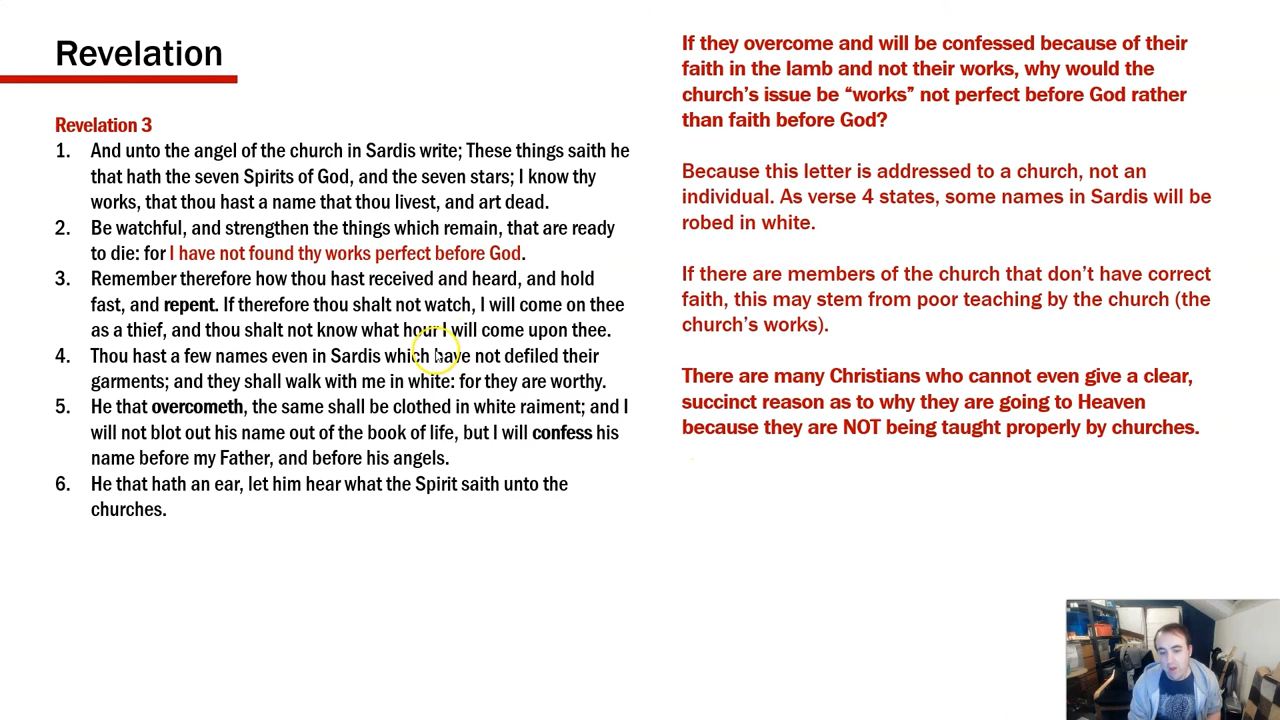 Revelation
Revelation 3
1. And unto the angel of the church in Sardis write; These things saith he
that hath the seven Spirits of God, and the seven stars; I know thy
works, that thou hast a name that thou livest, and art dead.
2. Be watchful, and strengthen the things which remain, that are ready
to die: for I have not found thy works perfect before God.
3. Remember therefore how thou hast received and heard, and hold
fast, and repent. If therefore thou shalt not watch, I will come on thee
as a thief, and thou shalt not know what hour I will come upon thee.
4. Thou hast a few names even in Sardis which have not defiled their
garments; and they shall walk with me in white: for they are worthy.
5. He that overcometh, the same shall be clothed in white raiment; and I
will not blot out his name out of the book of life, but I will confess his
name before my Father, and before his angels.
6. He that hath an ear, let him hear what the Spirit saith unto the
churches.
If they overcome and will be confessed because of their
faith in the lamb and not their works, why would the
church’s issue be “works” not perfect before God rather
than faith before God?
Because this letter is addressed to a church, not an
individual. As verse 4 states, some names in Sardis will be
robed in white.
If there are members of the church that don’t have correct
faith, this may stem from poor teaching by the church (the
church’s works).
There are many Christians who cannot even give a clear,
succinct reason as to why they are going to Heaven
because they are NOT being taught properly by churches.